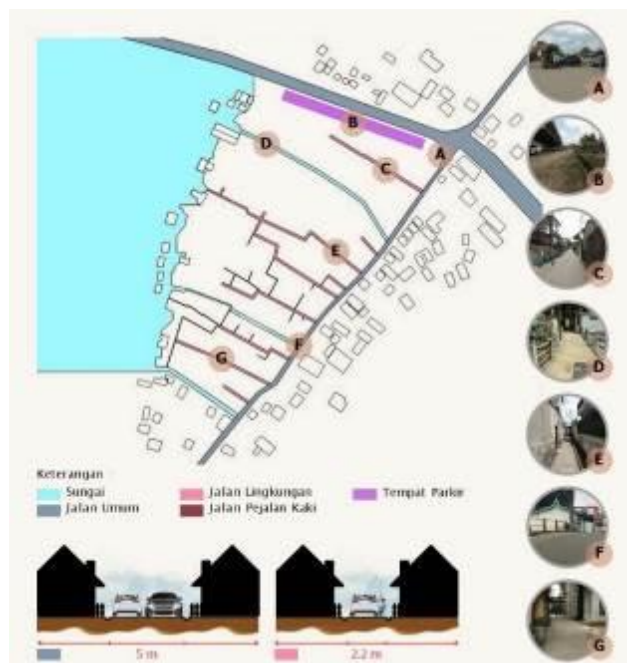 A
B
B
A
D
C
C
E
D
F
G
E
Keterangan
Sungai
Jalan Lingkungan
Tempat Parkir
Jalan Umum
Jalan Pejalan Kaki
F
5 m
2.2 m
G